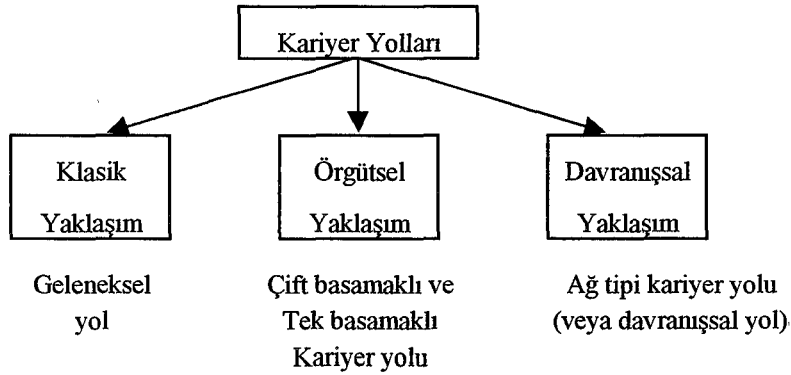 Kariyer Yolları
Klasik
Yaklaşım
Örgütsel
Yaklaşım
Davranışsal
Yaklaşım
Geleneksel
yol
Çift basamaklı ve
Tek basamaklı
Kariyer yolu
Ağ tipi kariyer yolu
(veya davranışsal yol)